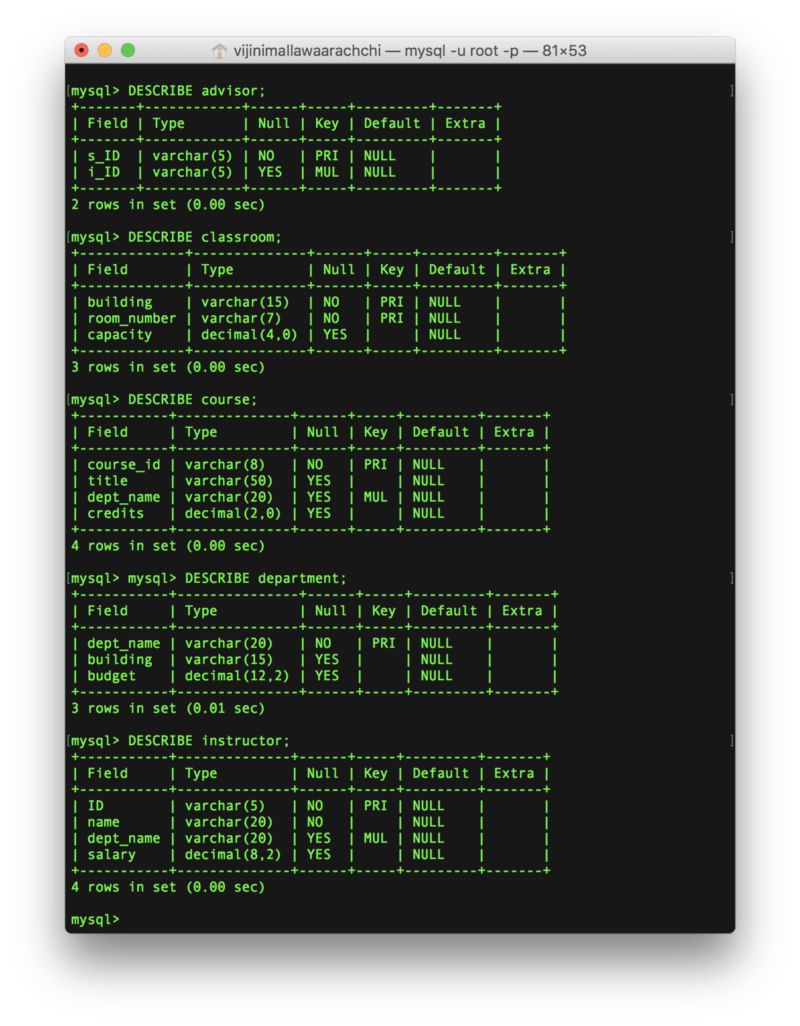 vijinimallawaarachchi — mysql -u root -p — 81×53
[mysql> DESCRIBE advisor; ]
+-------+------------+------+-----+---------+-------+
| Field | Type       | Null | Key | Default | Extra |
+-------+------------+------+-----+---------+-------+
| s_ID  | varchar(5) | NO   | PRI | NULL    |       |
| i_ID  | varchar(5) | YES  | MUL | NULL    |       |
+-------+------------+------+-----+---------+-------+
2 rows in set (0.00 sec)
[mysql> DESCRIBE classroom; ]
+-------------+--------------+------+-----+---------+-------+
| Field       | Type         | Null | Key | Default | Extra |
+-------------+--------------+------+-----+---------+-------+
| building    | varchar(15)  | NO   | PRI | NULL    |       |
| room_number | varchar(7)   | NO   | PRI | NULL    |       |
| capacity    | decimal(4,0) | YES  |     | NULL    |       |
+-------------+--------------+------+-----+---------+-------+
3 rows in set (0.00 sec)
[mysql> DESCRIBE course; ]
+-----------+--------------+------+-----+---------+-------+
| Field     | Type         | Null | Key | Default | Extra |
+-----------+--------------+------+-----+---------+-------+
| course_id | varchar(8)   | NO   | PRI | NULL    |       |
| title     | varchar(50)  | YES  |     | NULL    |       |
| dept_name | varchar(20)  | YES  | MUL | NULL    |       |
| credits   | decimal(2,0) | YES  |     | NULL    |       |
+-----------+--------------+------+-----+---------+-------+
4 rows in set (0.00 sec)
[mysql> mysql> DESCRIBE department; ]
+-----------+---------------+------+-----+---------+-------+
| Field     | Type          | Null | Key | Default | Extra |
+-----------+---------------+------+-----+---------+-------+
| dept_name | varchar(20)   | NO   | PRI | NULL    |       |
| building  | varchar(15)   | YES  |     | NULL    |       |
| budget    | decimal(12,2) | YES  |     | NULL    |       |
+-----------+---------------+------+-----+---------+-------+
3 rows in set (0.01 sec)
[mysql> DESCRIBE instructor; ]
+-----------+--------------+------+-----+---------+-------+
| Field     | Type         | Null | Key | Default | Extra |
+-----------+--------------+------+-----+---------+-------+
| ID        | varchar(5)   | NO   | PRI | NULL    |       |
| name      | varchar(20)  | NO   |     | NULL    |       |
| dept_name | varchar(20)  | YES  | MUL | NULL    |       |
| salary    | decimal(8,2) | YES  |     | NULL    |       |
+-----------+--------------+------+-----+---------+-------+
4 rows in set (0.00 sec)
mysql>